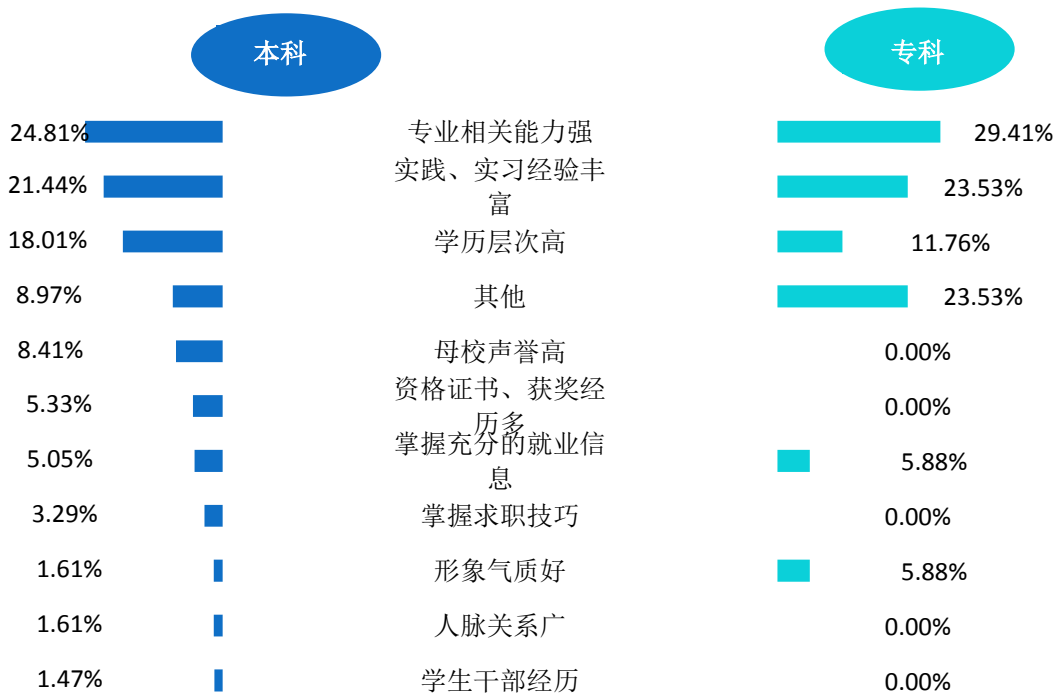 本科
专科
24.81%
专业相关能力强
29.41%
21.44%
实践、实习经验丰
富
23.53%
18.01%
学历层次高
11.76%
8.97%
其他
23.53%
8.41%
母校声誉高
0.00%
5.33%
资格证书、获奖经
历多
0.00%
5.05%
掌握充分的就业信
息
5.88%
3.29%
掌握求职技巧
0.00%
1.61%
形象气质好
5.88%
1.61%
人脉关系广
0.00%
1.47%
学生干部经历
0.00%